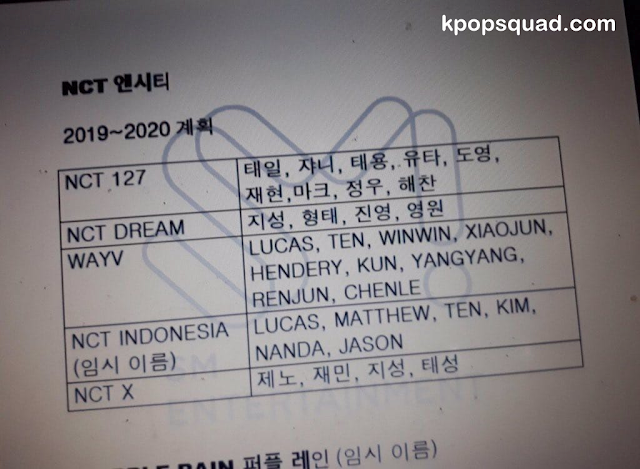 kpopsquad.com
NCT 엔시티
2019~2020 계획
NCT 127
태일, 쟈니, 태용, 유타, 도영,
재현,마크, 정우, 해찬
NCT DREAM
지성, 형태, 진영, 영원
WAYV
LUCAS, TEN, WINWIN, XIAOJUN,
HENDERY, KUN, YANGYANG,
RENJUN, CHENLE
NCT INDONESIA
(임시 이름)
LUCAS, MATTHEW, TEN, KIM,
NANDA, JASON
NCT X
제노, 재민, 지성, 태성
SM
ENTERTAINMENT
RAIN 퍼플 레인 (임시 이름)